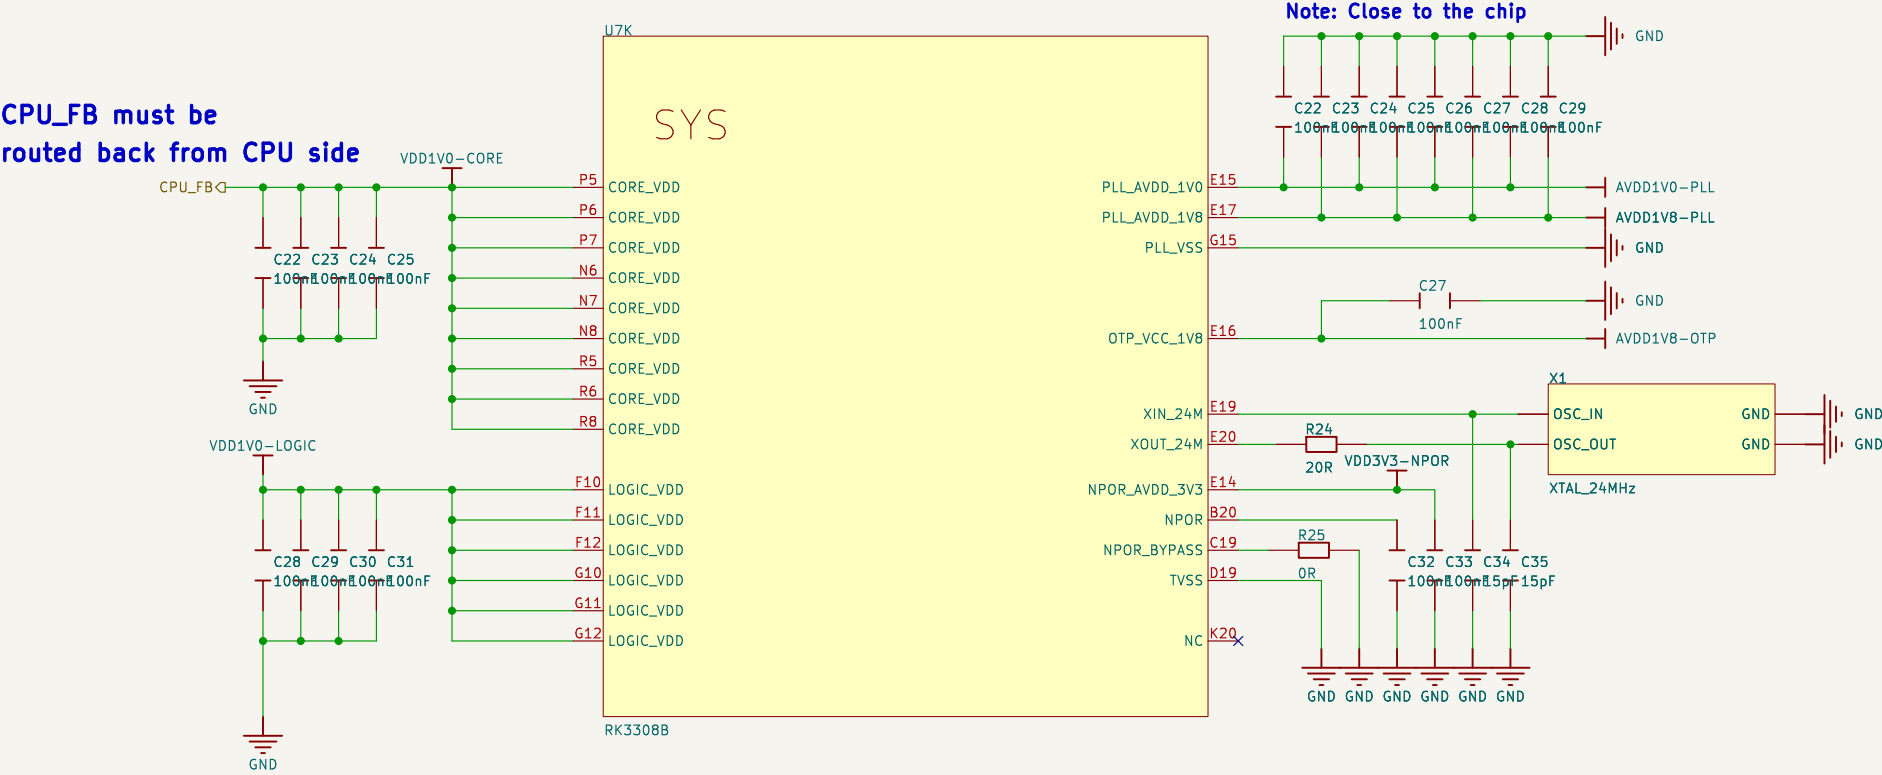 Note: Close to the chip
U7K
GND
CPU_FB must be
routed back from CPU side
SYS
C22 C23 C24 C25 C26 C27 C28 C29
100nF 100nF 100nF 100nF 100nF 100nF 100nF 100nF
VDD1V0-CORE
CPU_FB
P5 CORE_VDD
P6 CORE_VDD
P7 CORE_VDD
N6 CORE_VDD
N7 CORE_VDD
N8 CORE_VDD
R5 CORE_VDD
R6 CORE_VDD
R8 CORE_VDD
C22 C23 C24 C25
100nF 100nF 100nF 100nF
GND
VDD1V0-LOGIC
F10 LOGIC_VDD
F11 LOGIC_VDD
F12 LOGIC_VDD
G10 LOGIC_VDD
G11 LOGIC_VDD
G12 LOGIC_VDD
C28 C29 C30 C31
100nF 100nF 100nF 100nF
GND
RK3308B
PLL_AVDD_1V0 E15 AVDD1V0-PLL
PLL_AVDD_1V8 E17 AVDD1V8-PLL
PLL_VSS G15 GND
C27 GND
100nF
OTP_VCC_1V8 E16 AVDD1V8-OTP
X1
XIN_24M E19 OSC_IN GND GND
XOUT_24M E20 R24 OSC_OUT GND GND
20R
VDD3V3-NPOR
XTAL_24MHz
NPOR_AVDD_3V3 E14
NPOR B20
NPOR_BYPASS C19 R25
0R
TVSS D19
C32 C33 C34 C35
100nF 100nF 15pF 15pF
NC K20
GND GND GND GND GND GND